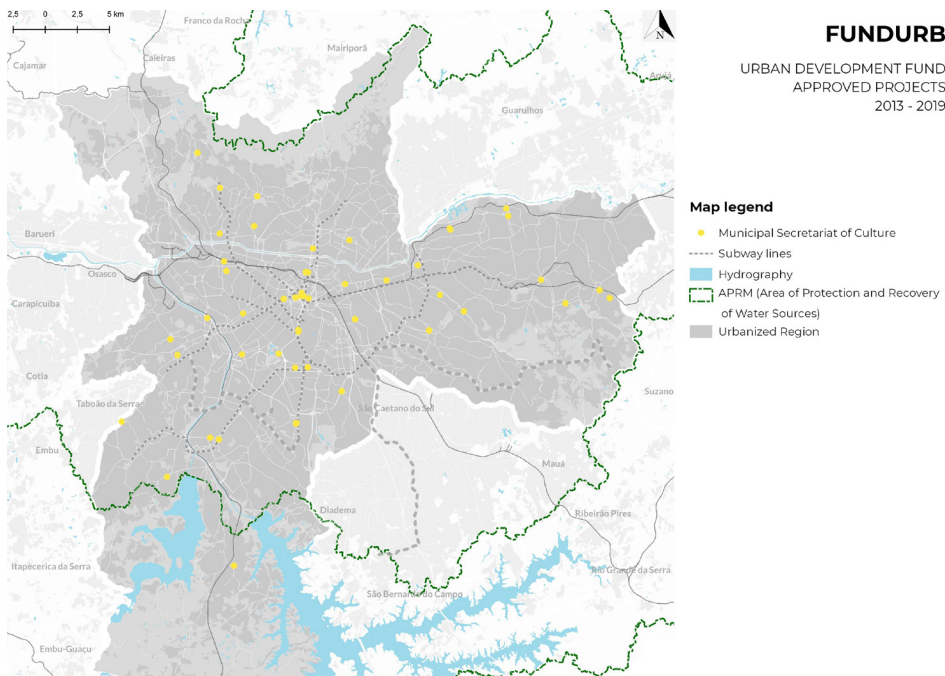 2,5 0 2,5 5 km
Franco da Rocha
N
FUNDURB
URBAN DEVELOPMENT FUND
APPROVED PROJECTS
2013 - 2019
Mairiporã
Caieiras
Cajamar
Arujá
Guarulhos
Map legend
Municipal Secretariat of Culture
Subway lines
Hydrography
APRM (Area of Protection and Recovery
of Water Sources)
Urbanized Region
Barueri
Osasco
Carapicuíba
Cotia
Suzano
Taboão da Serra
São Caetano do Sul
Embu
Mauá
Diadema
Ribeirão Pires
Itapecerica da Serra
Rio Grande da Serra
São Bernardo do Campo
Embu-Guaçu